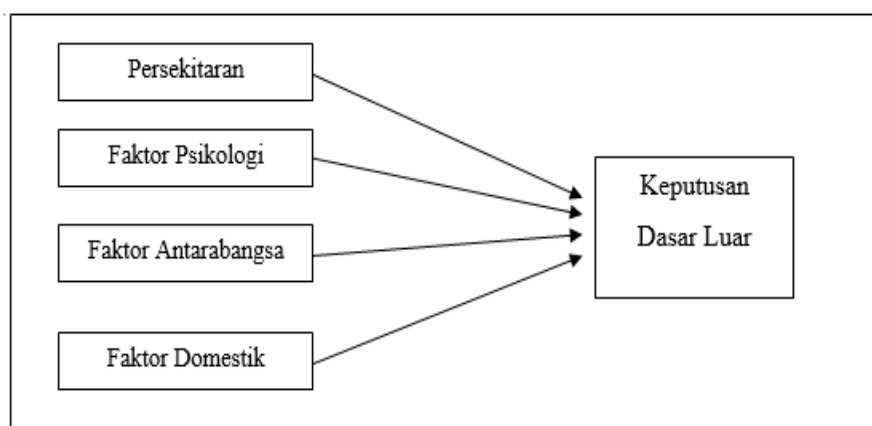 Persekitaran
Faktor Psikologi
Faktor Antarabangsa
Faktor Domestik
Keputusan
Dasar Luar